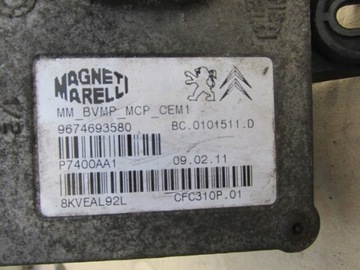 MAGNETI
MARELLI
MM_BVMP_MCP_CEM1
9674693580 BC.0101511.D
P7400AA1 09.02.11
8KVEAL92L CFC310P.01